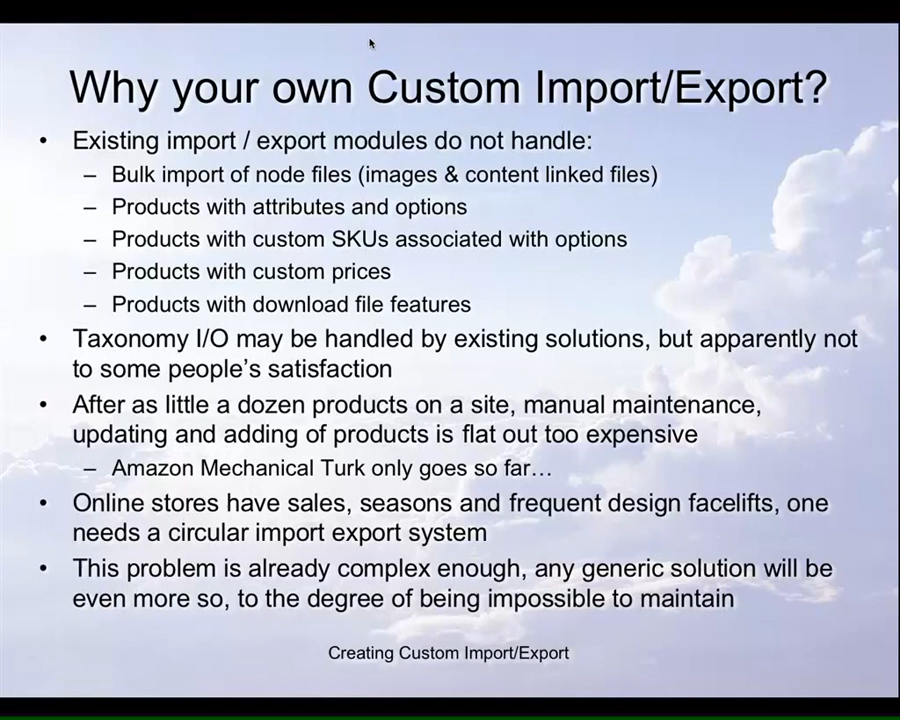 Why your own Custom Import/Export?
• Existing import / export modules do not handle:
– Bulk import of node files (images & content linked files)
– Products with attributes and options
– Products with custom SKUs associated with options
– Products with custom prices
– Products with download file features
• Taxonomy I/O may be handled by existing solutions, but apparently not
to some people’s satisfaction
• After as little a dozen products on a site, manual maintenance,
updating and adding of products is flat out too expensive
– Amazon Mechanical Turk only goes so far…
• Online stores have sales, seasons and frequent design facelifts, one
needs a circular import export system
• This problem is already complex enough, any generic solution will be
even more so, to the degree of being impossible to maintain
Creating Custom Import/Export